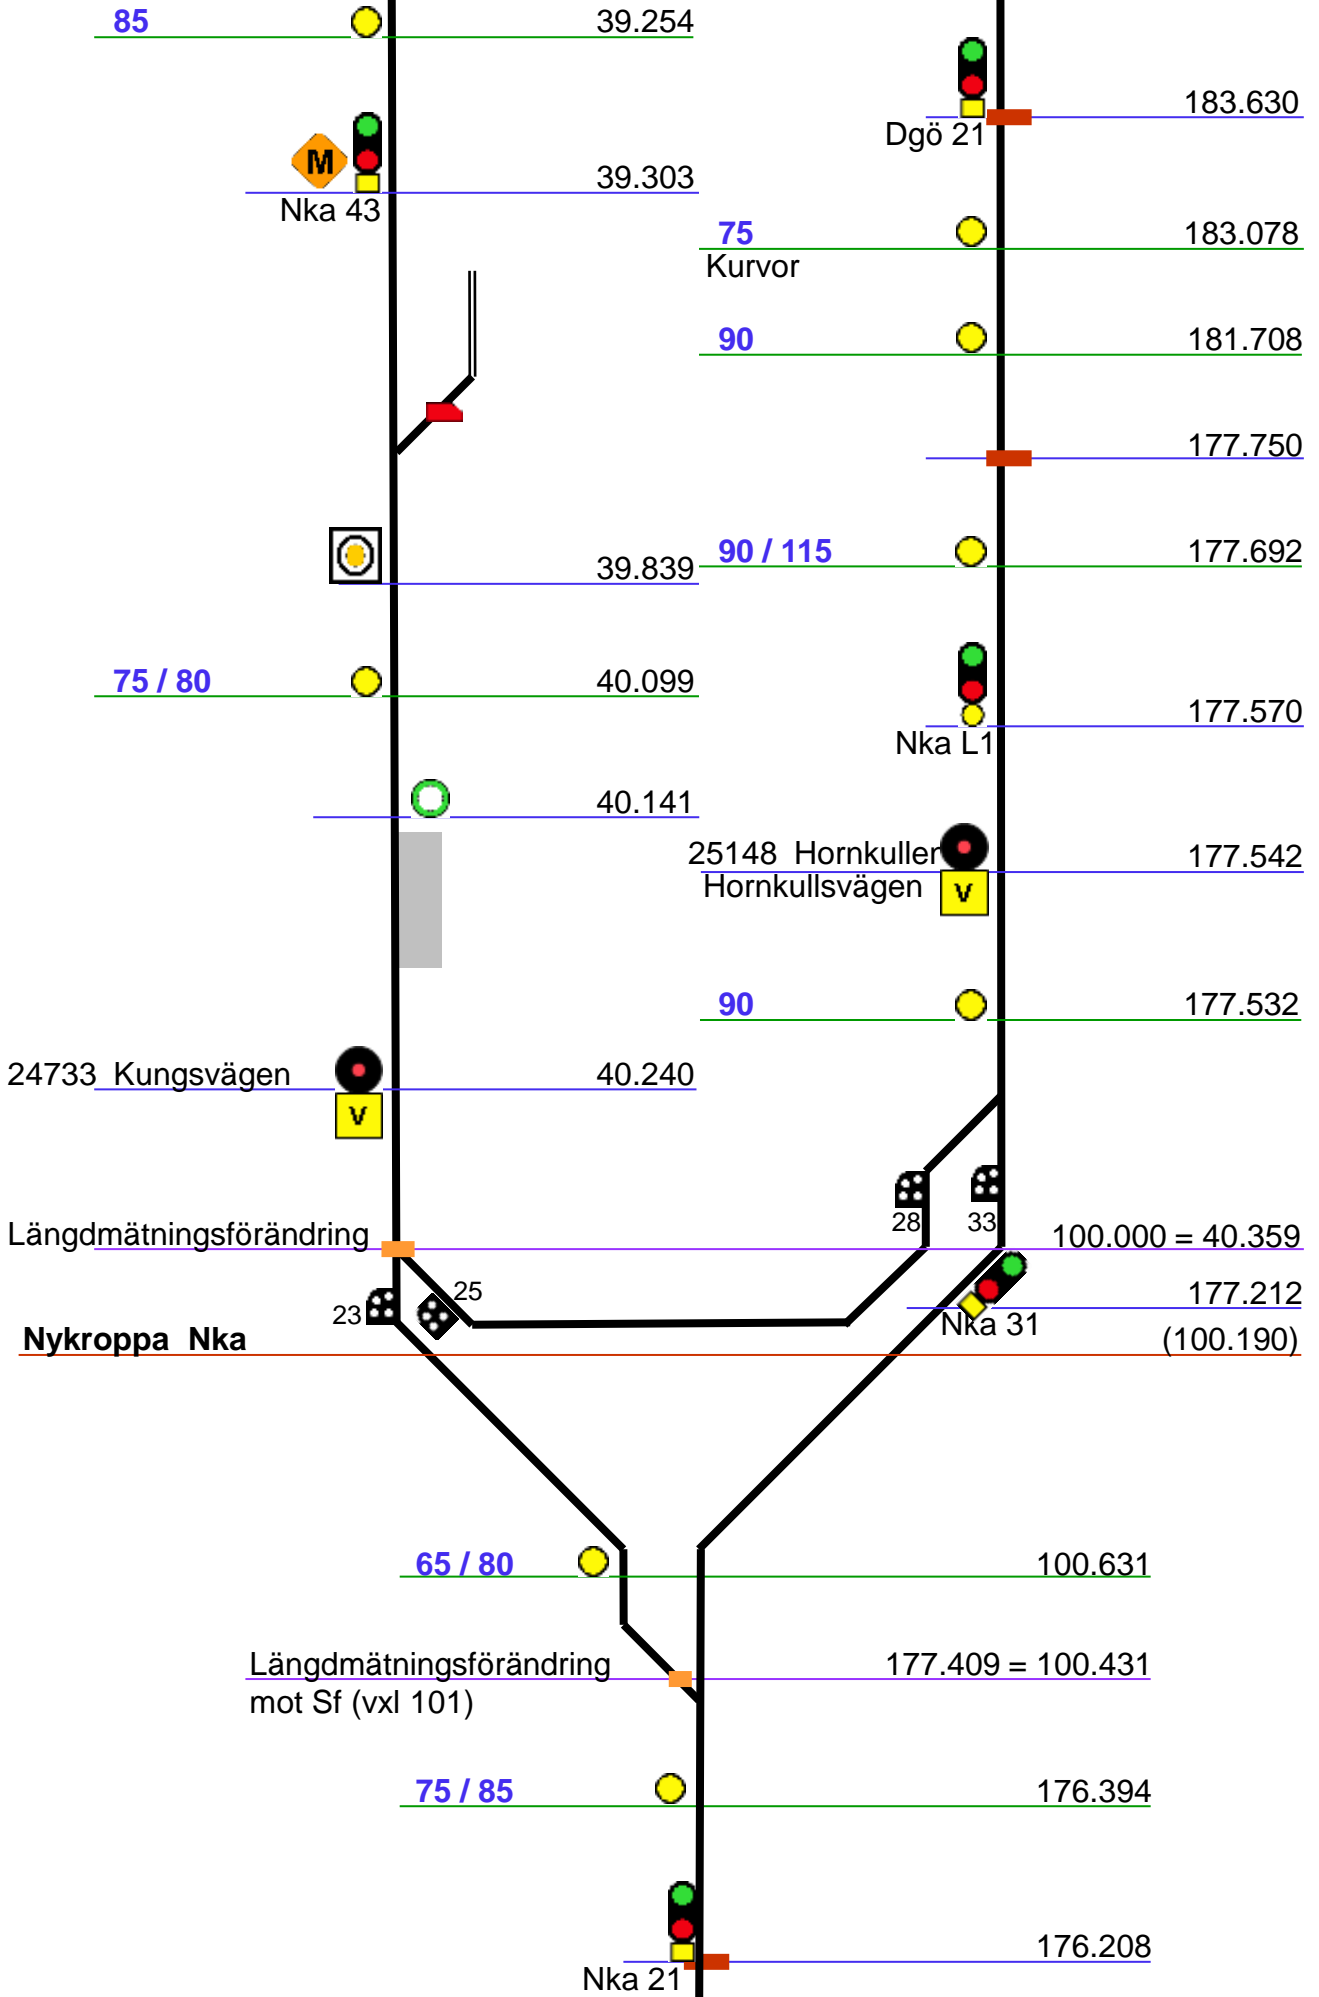 85 39.254
183.630
Dgö 21
M
39.303
Nka 43
75 183.078
Kurvor
90 181.708
177.750
90 / 115 177.692
39.839
75 / 80 40.099
177.570
Nka L1
40.141
25148 Hornkuller 177.542
Hornkullsvägen V
90 177.532
24733 Kungsvägen 40.240
V
28 33
Längdmätningsförändring 100.000 = 40.359
25
23
177.212
Nka 31
Nykroppa Nka (100.190)
65 / 80 100.631
Längdmätningsförändring 177.409 = 100.431
mot Sf (vxl 101)
75 / 85 176.394
176.208
Nka 21